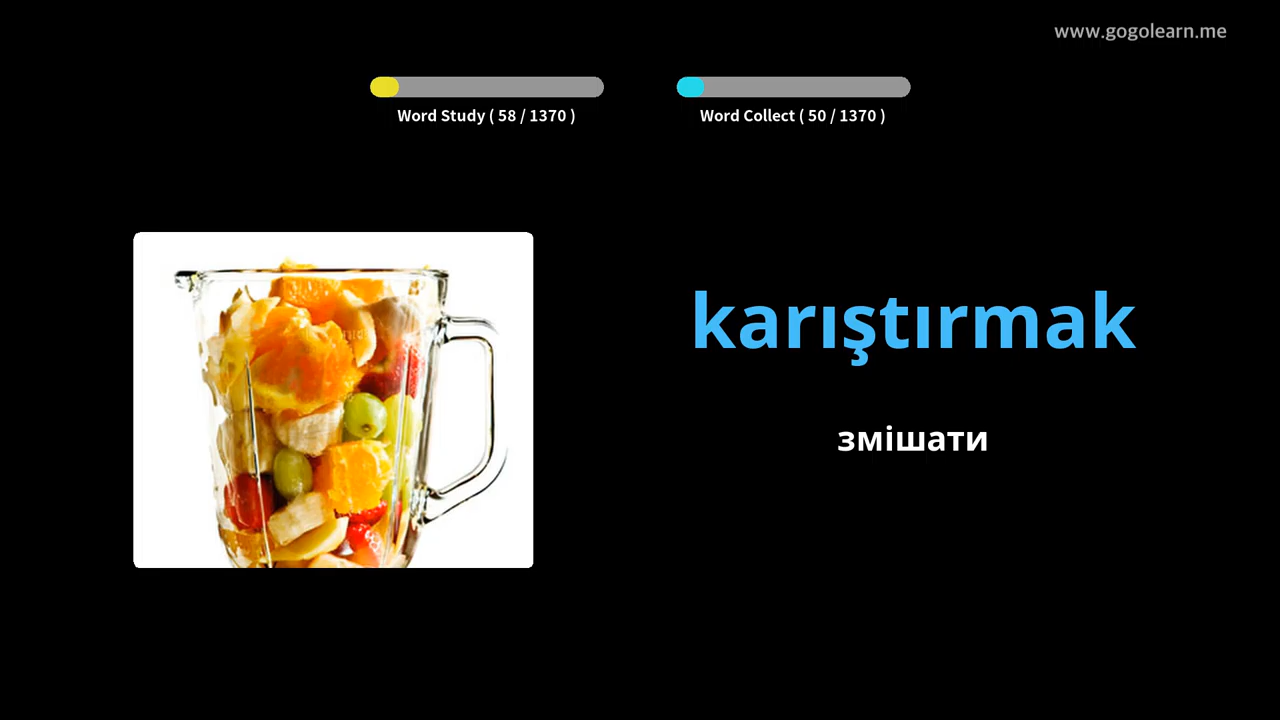 www.gogolearn.me
Word Study ( 58 / 1370 )
Word Collect ( 50 / 1370 )
karıştırmak
змішати